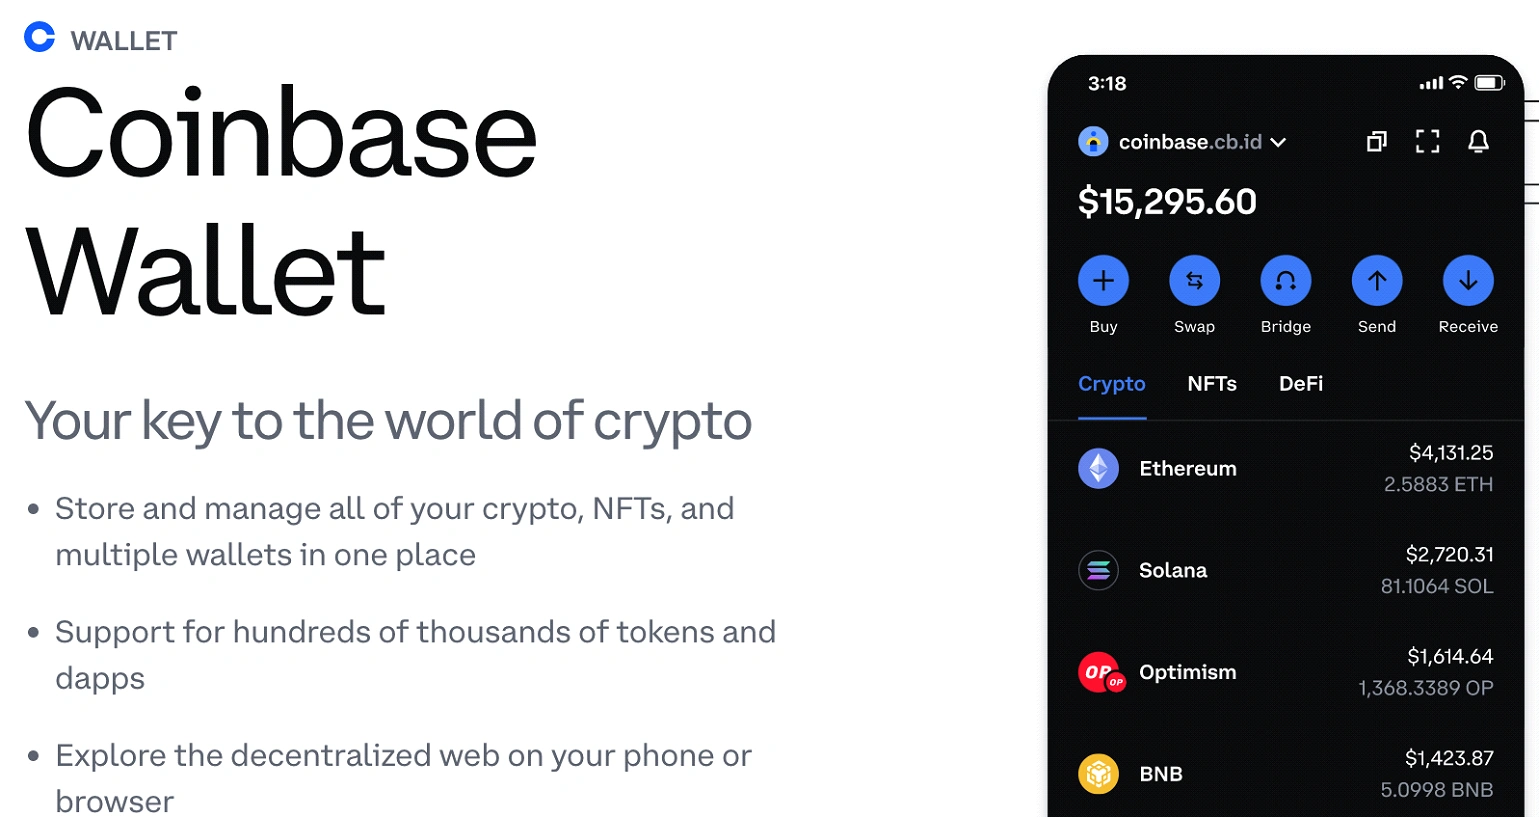 WALLET
Coinbase
Wallet
Your key to the world of crypto
• Store and manage all of your crypto, NFTs, and
multiple wallets in one place
• Support for hundreds of thousands of tokens and
dapps
• Explore the decentralized web on your phone or
browser
3:18
coinbase.cb.id
$15,295.60
Buy Swap Bridge Send Receive
Crypto NFTs DeFi
Ethereum $4,131.25
2.5883 ETH
Solana $2,720.31
81.1064 SOL
OP OP Optimism $1,614.64
1,368.3389 OP
BNB $1,423.87
5.0998 BNB